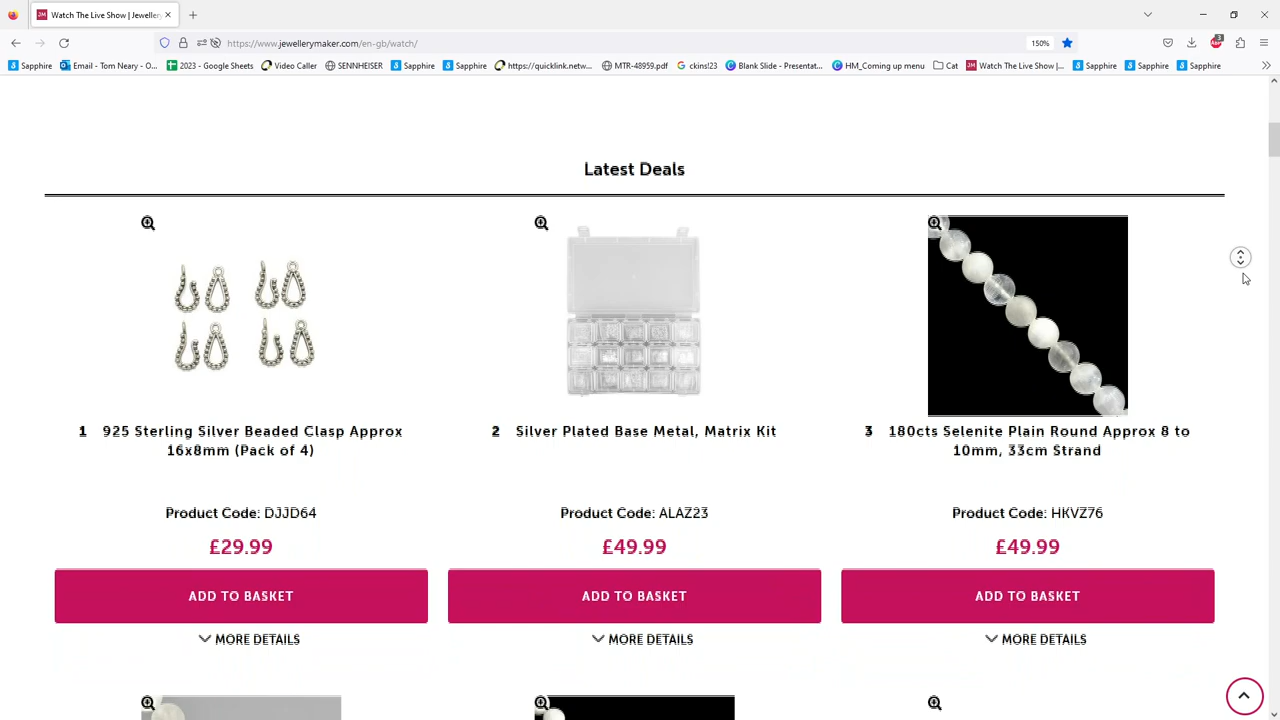 Watch The Live Show | Jeweller
https://www.jewellerymaker.com/en-gb/watch/
150%
3
Sapphire
Email - Tom Neary - O...
2023 - Google Sheets
Video Caller
SENNHEISER
Sapphire
Sapphire
https://quicklink.netw...
MTR-48959.pdf
ckins!23
Blank Slide - Presentat...
HM_Coming up menu
Cat
Watch The Live Show |...
Sapphire
Sapphire
Sapphire
Latest Deals
1 925 Sterling Silver Beaded Clasp Approx
16x8mm (Pack of 4)
Product Code: DJJD64
£29.99
ADD TO BASKET
MORE DETAILS
2 Silver Plated Base Metal, Matrix Kit
Product Code: ALAZ23
£49.99
ADD TO BASKET
MORE DETAILS
3 180cts Selenite Plain Round Approx 8 to
10mm, 33cm Strand
Product Code: HKVZ76
£49.99
ADD TO BASKET
MORE DETAILS